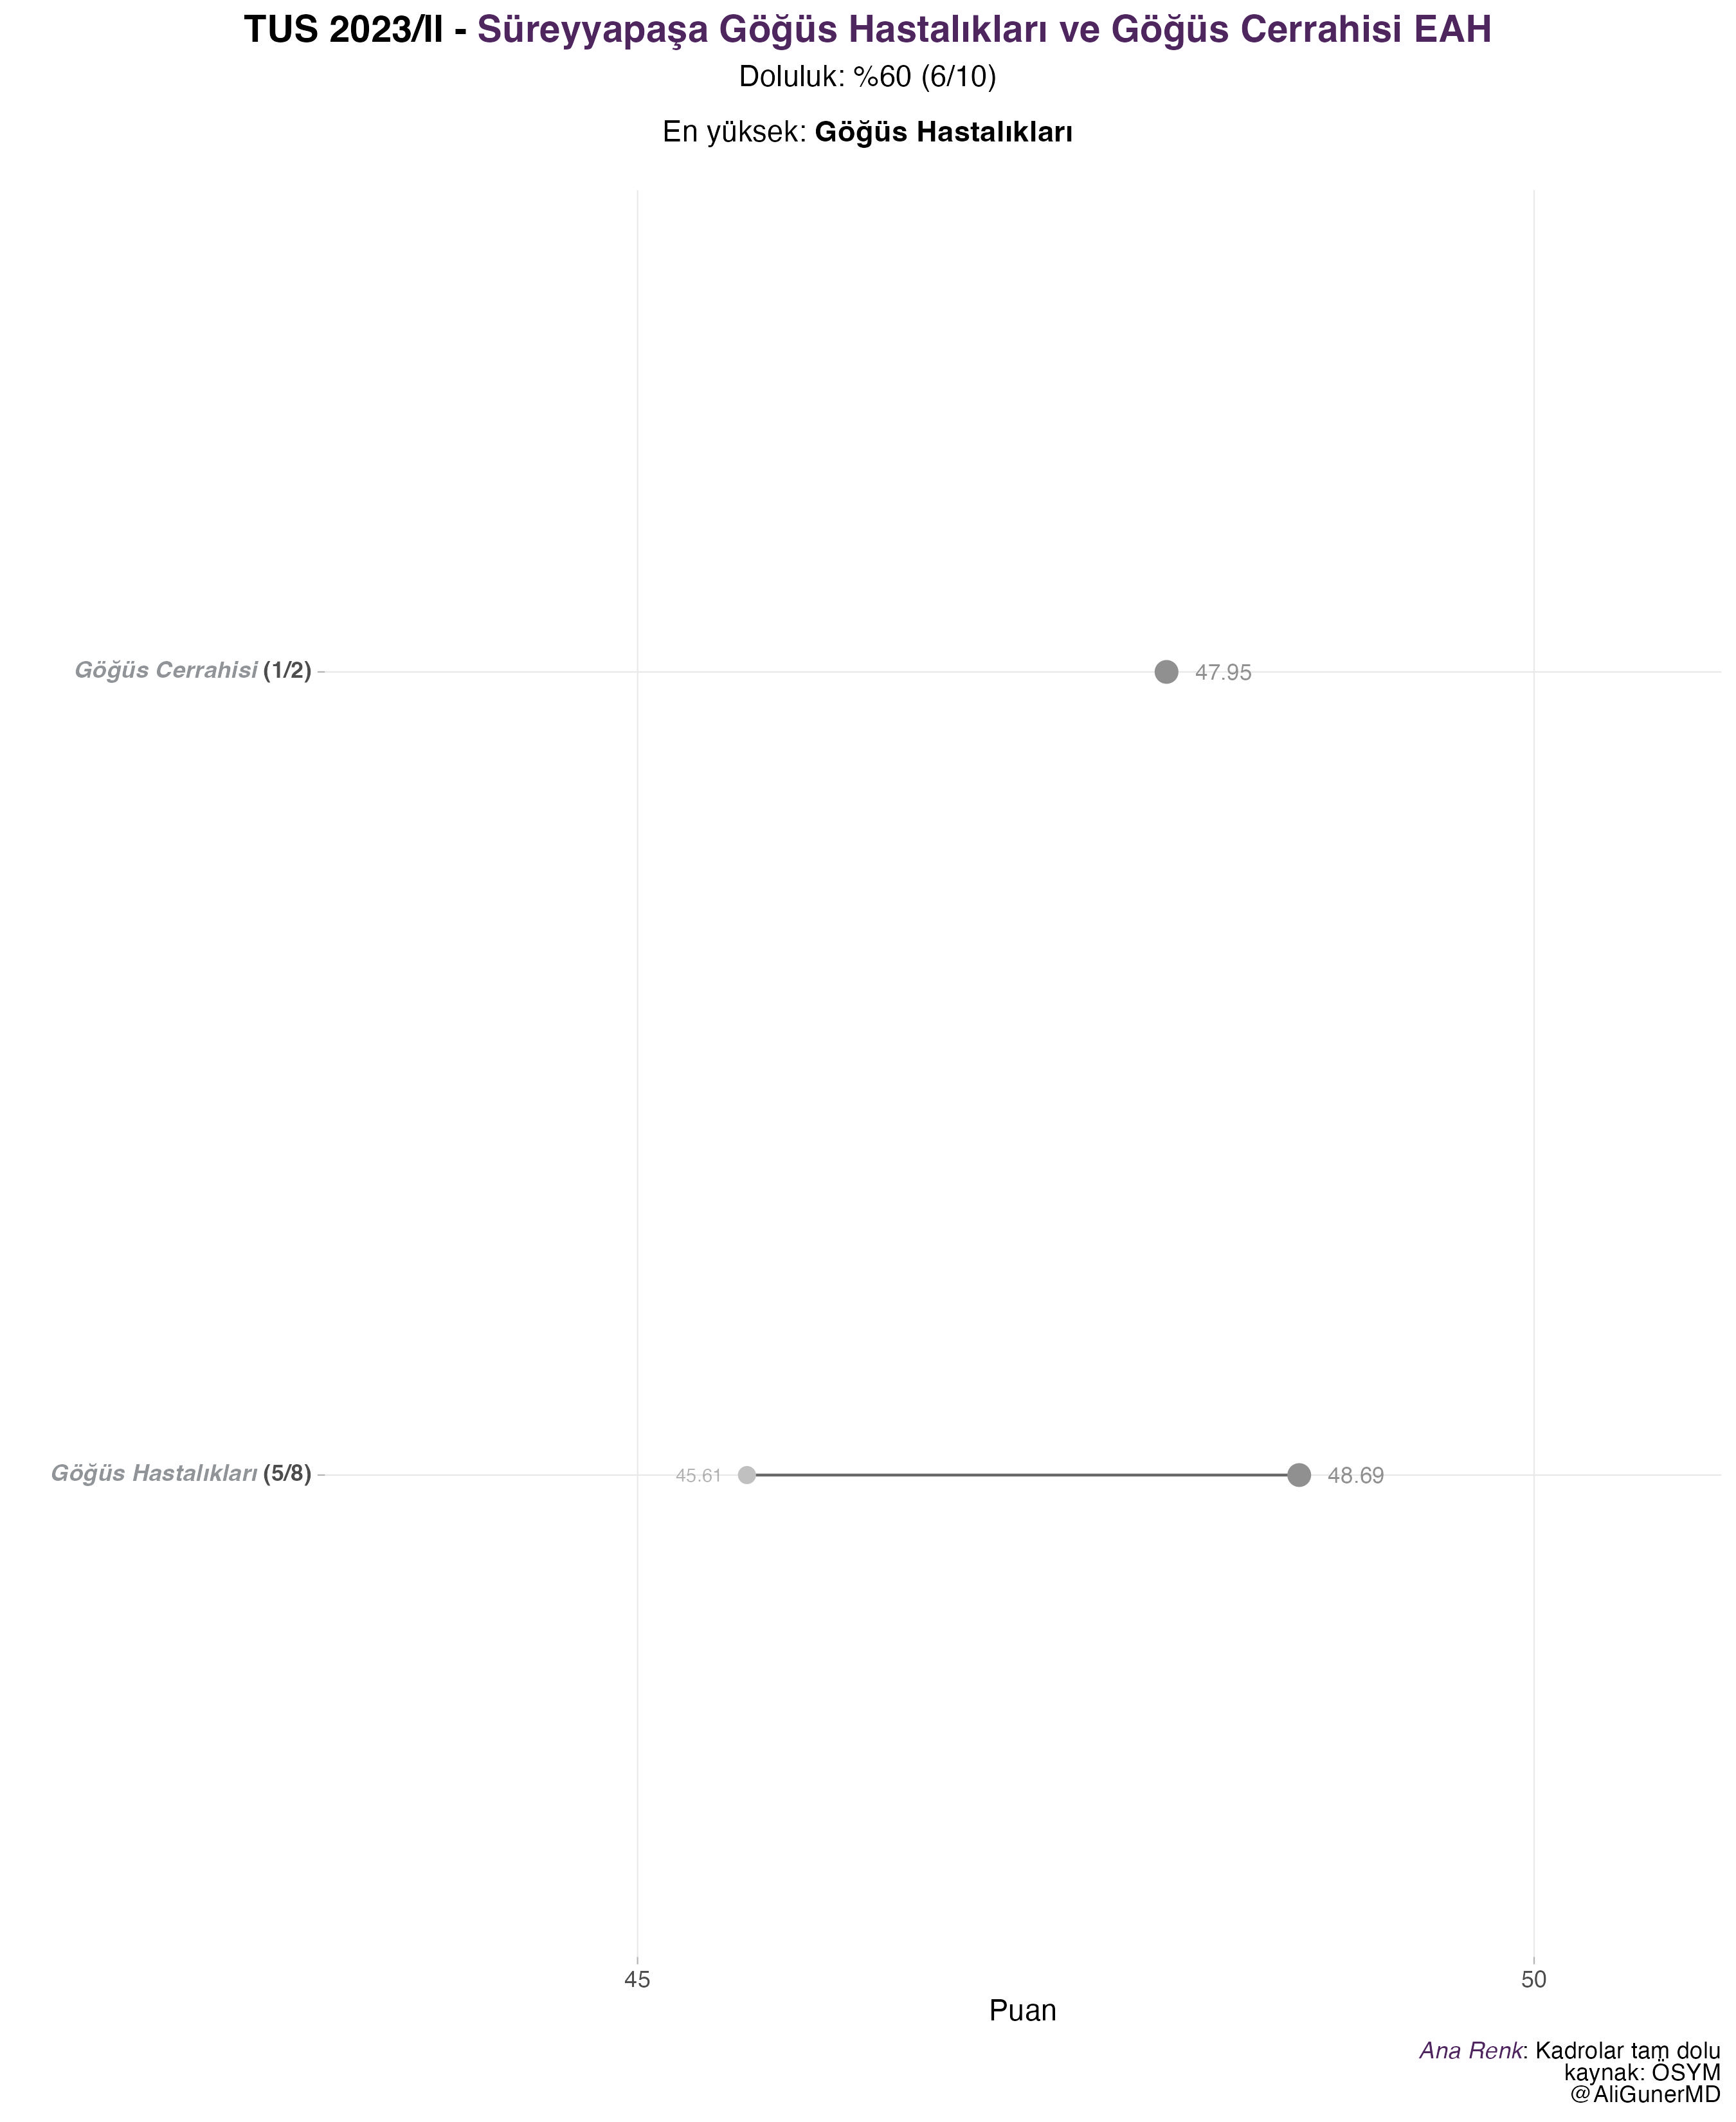 TUS 2023/II - Süreyyapaşa Göğüs Hastalıkları ve Göğüs Cerrahisi EAH
Doluluk: %60 (6/10)
En yüksek: Göğüs Hastalıkları
Göğüs Cerrahisi (1/2)
47.95
Göğüs Hastalıkları (5/8)
45.61
48.69
45
50
Puan
Ana Renk: Kadrolar tam dolu
kaynak: ÖSYM
@AliGunerMD